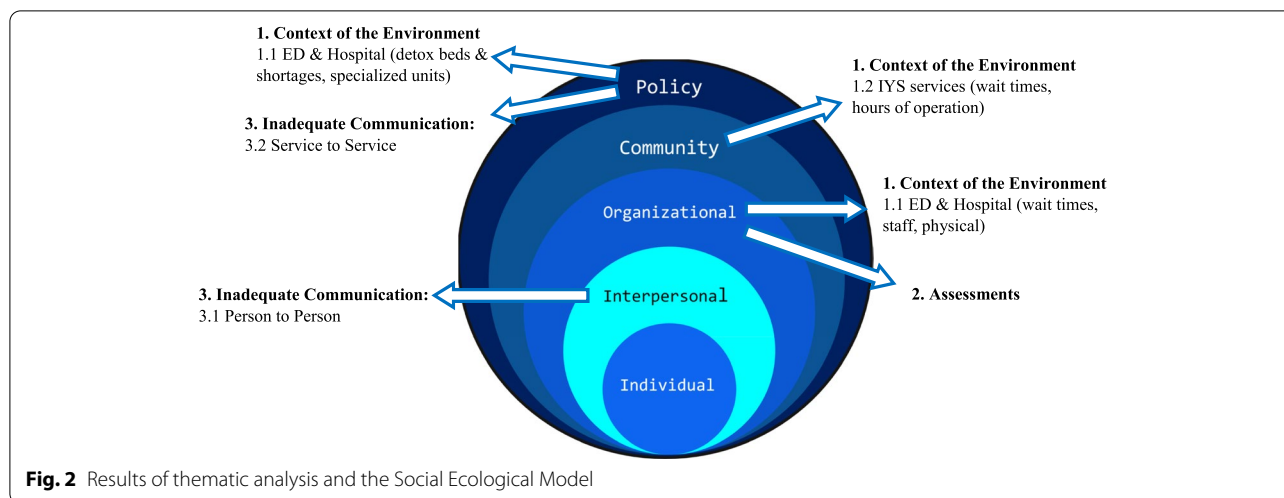 1. Context of the Environment
1.1 ED & Hospital (detox beds &
shortages, specialized units)
3. Inadequate Communication:
3.2 Service to Service
3. Inadequate Communication:
3.1 Person to Person
Policy
Community
Organizational
Interpersonal
Individual
1. Context of the Environment
1.2 IYS services (wait times,
hours of operation)
1. Context of the Environment
1.1 ED & Hospital (wait times,
staff, physical)
2. Assessments
Fig. 2 Results of thematic analysis and the Social Ecological Model